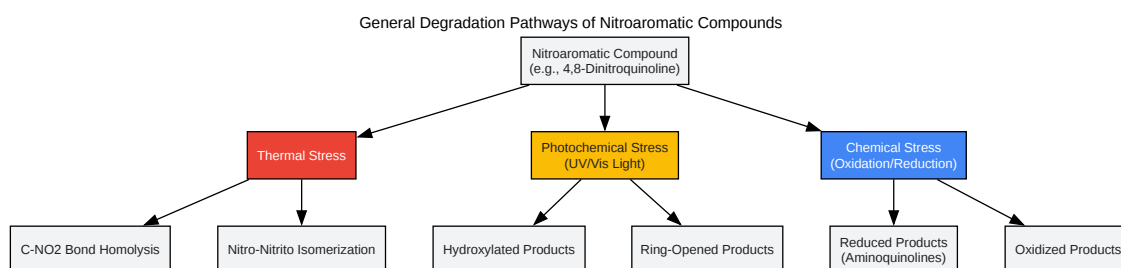 General Degradation Pathways of Nitroaromatic Compounds
Nitroaromatic Compound
(e.g., 4,8-Dinitroquinoline)
Thermal Stress
Photochemical Stress
(UV/Vis Light)
Chemical Stress
(Oxidation/Reduction)
C-NO2 Bond Homolysis
Nitro-Nitrito Isomerization
Hydroxylated Products
Ring-Opened Products
Reduced Products
(Aminoquinolines)
Oxidized Products